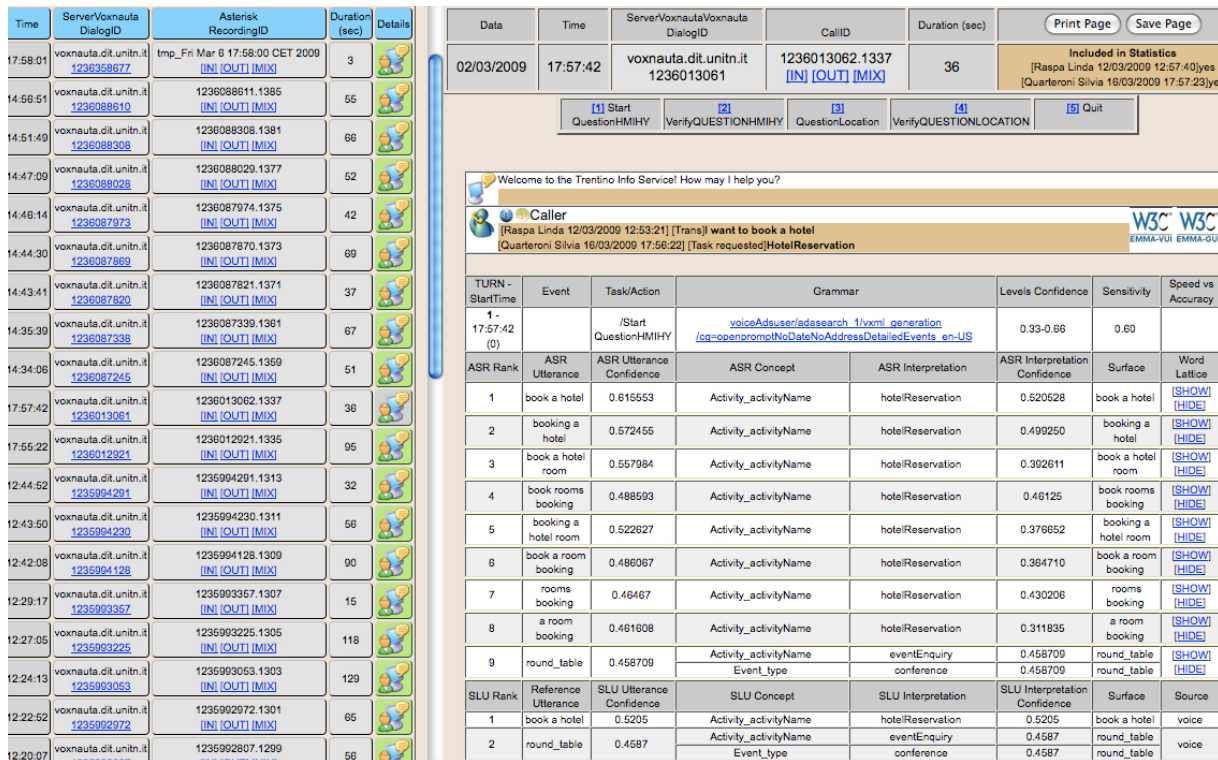 Time ServerVoxnauta DialogID Asterisk RecordingID Duration (sec) Details
17:58:01 voxnauta.dit.unitn.it 1236358677 tmp_Fri Mar 6 17:58:00 CET 2009 [IN] [OUT] [MIX] 3
14:56:51 voxnauta.dit.unitn.it 1236088610 1236088611.1385 [IN] [OUT] [MIX] 55
14:51:49 voxnauta.dit.unitn.it 1236088308 1236088308.1381 [IN] [OUT] [MIX] 66
14:47:09 voxnauta.dit.unitn.it 1236088028 1236088029.1377 [IN] [OUT] [MIX] 52
14:46:14 voxnauta.dit.unitn.it 1236087973 1236087974.1375 [IN] [OUT] [MIX] 42
14:44:30 voxnauta.dit.unitn.it 1236087869 1236087870.1373 [IN] [OUT] [MIX] 69
14:43:41 voxnauta.dit.unitn.it 1236087820 1236087821.1371 [IN] [OUT] [MIX] 37
14:35:39 voxnauta.dit.unitn.it 1236087338 1236087339.1361 [IN] [OUT] [MIX] 67
14:34:06 voxnauta.dit.unitn.it 1236087245 1236087245.1359 [IN] [OUT] [MIX] 51
17:57:42 voxnauta.dit.unitn.it 1236013061 1236013062.1337 [IN] [OUT] [MIX] 36
17:55:22 voxnauta.dit.unitn.it 1236012921 1236012921.1335 [IN] [OUT] [MIX] 95
12:44:52 voxnauta.dit.unitn.it 1235994291 1235994291.1313 [IN] [OUT] [MIX] 32
12:43:50 voxnauta.dit.unitn.it 1235994230 1235994230.1311 [IN] [OUT] [MIX] 56
12:42:08 voxnauta.dit.unitn.it 1235994128 1235994128.1309 [IN] [OUT] [MIX] 90
12:29:17 voxnauta.dit.unitn.it 1235993357 1235993357.1307 [IN] [OUT] [MIX] 15
12:27:05 voxnauta.dit.unitn.it 1235993225 1235993225.1305 [IN] [OUT] [MIX] 118
12:24:13 voxnauta.dit.unitn.it 1235993053 1235993053.1303 [IN] [OUT] [MIX] 129
12:22:52 voxnauta.dit.unitn.it 1235992972 1235992972.1301 [IN] [OUT] [MIX] 65
12:20:07 voxnauta.dit.unitn.it 1235992807.1299 56
Data Time ServerVoxnautaVoxnauta DialogID CallID Duration (sec) Print Page Save Page
02/03/2009 17:57:42 voxnauta.dit.unitn.it 1236013061 1236013062.1337 [IN] [OUT] [MIX] 36
Included in Statistics
[Raspa Linda 12/03/2009 12:57:40]yes
[Quarteroni Silvia 16/03/2009 17:57:23]ye
[1] Start QuestionHMIHY [2] VerifyQUESTIONHMIHY [3] QuestionLocation [4] VerifyQUESTIONLOCATION [5] Quit
Welcome to the Trentino Info Service! How may I help you?
Caller
[Raspa Linda 12/03/2009 12:53:21] [Trans]I want to book a hotel
[Quarteroni Silvia 16/03/2009 17:56:22] [Task requested]HotelReservation
W3C W3C
EMMA-VUI EMMA-GU
TURN - StartTime Event Task/Action Grammar Levels Confidence Sensitivity Speed vs Accuracy
1 - 17:57:42 (0) /Start QuestionHMIHY voiceAdsuser/adasearch_1/vxml_generation /cg=openpromptNoDateNoAddressDetailedEvents_en-US 0.33-0.66 0.60
ASR Rank ASR Utterance ASR Utterance Confidence ASR Concept ASR Interpretation ASR Interpretation Confidence Surface Word Lattice
1 book a hotel 0.615553 Activity_activityName hotelReservation 0.520528 book a hotel [SHOW] [HIDE]
2 booking a hotel 0.572455 Activity_activityName hotelReservation 0.499250 booking a hotel [SHOW] [HIDE]
3 book a hotel room 0.557984 Activity_activityName hotelReservation 0.392611 book a hotel room [SHOW] [HIDE]
4 book rooms booking 0.488593 Activity_activityName hotelReservation 0.46125 book rooms booking [SHOW] [HIDE]
5 booking a hotel room 0.522627 Activity_activityName hotelReservation 0.376652 booking a hotel room [SHOW] [HIDE]
6 book a room booking 0.486067 Activity_activityName hotelReservation 0.364710 book a room booking [SHOW] [HIDE]
7 rooms booking 0.46467 Activity_activityName hotelReservation 0.430206 rooms booking [SHOW] [HIDE]
8 a room booking 0.461608 Activity_activityName hotelReservation 0.311835 a room booking [SHOW] [HIDE]
9 round_table 0.458709 Activity_activityName eventEnquiry 0.458709 round_table [SHOW] [HIDE]
Event_type conference 0.458709 round_table
SLU Rank Reference Utterance SLU Utterance Confidence SLU Concept SLU Interpretation SLU Interpretation Confidence Surface Source
1 book a hotel 0.5205 Activity_activityName hotelReservation 0.5205 book a hotel voice
2 round_table 0.4587 Activity_activityName eventEnquiry 0.4587 round_table voice
Event_type conference 0.4587 round_table